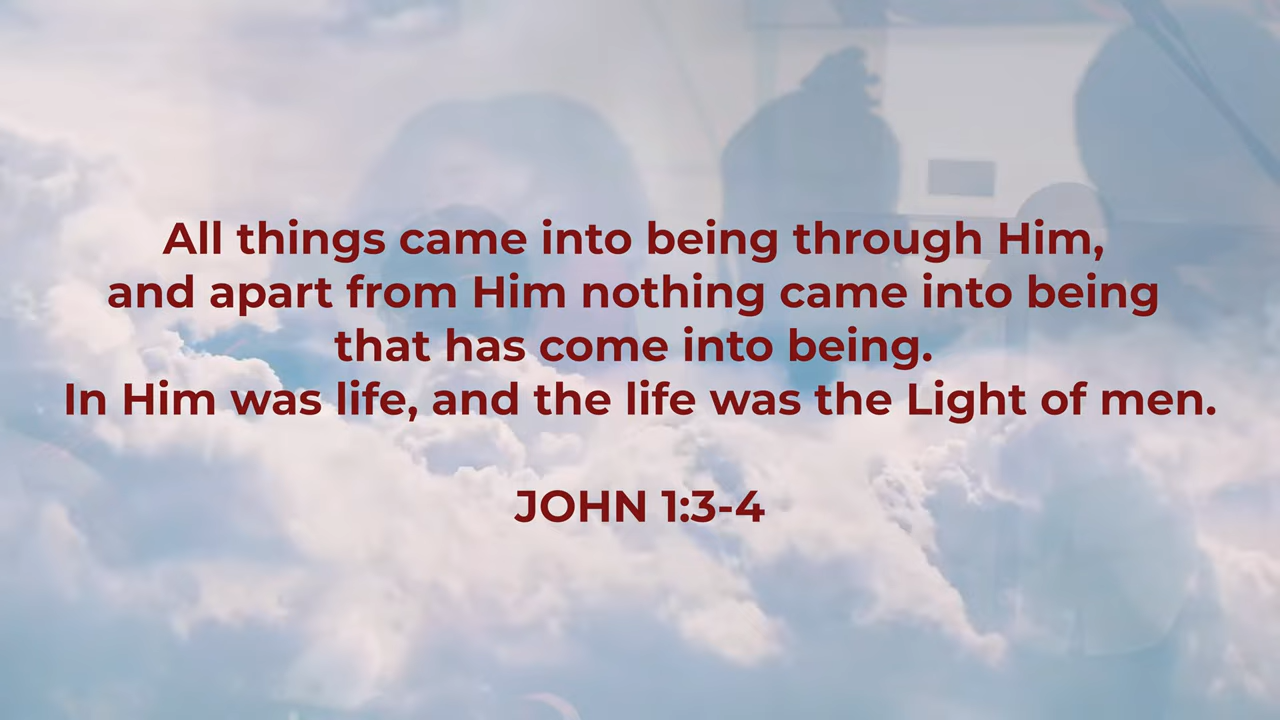 All things came into being through Him,
and apart from Him nothing came into being
that has come into being.
In Him was life, and the life was the Light of men.
JOHN 1:3-4